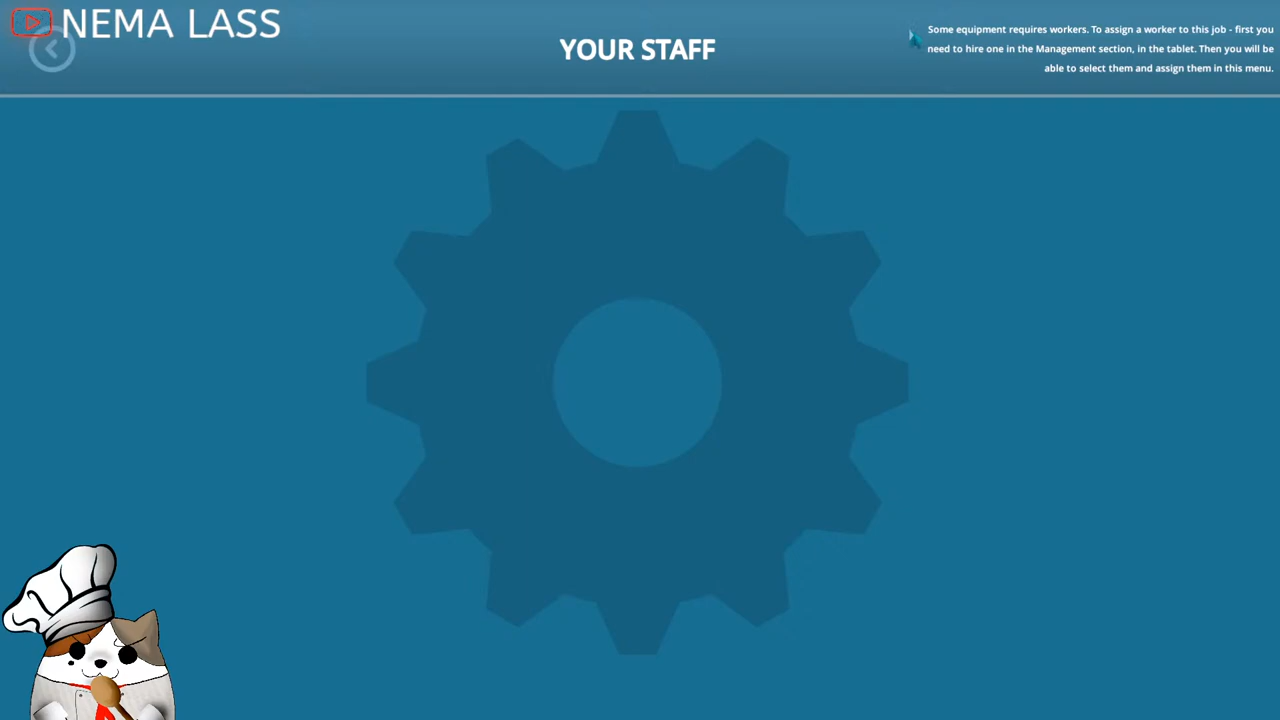 NEMA LASS
YOUR STAFF
Some equipment requires workers. To assign a worker to this job - first you
need to hire one in the Management section, in the tablet. Then you will be
able to select them and assign them in this menu.